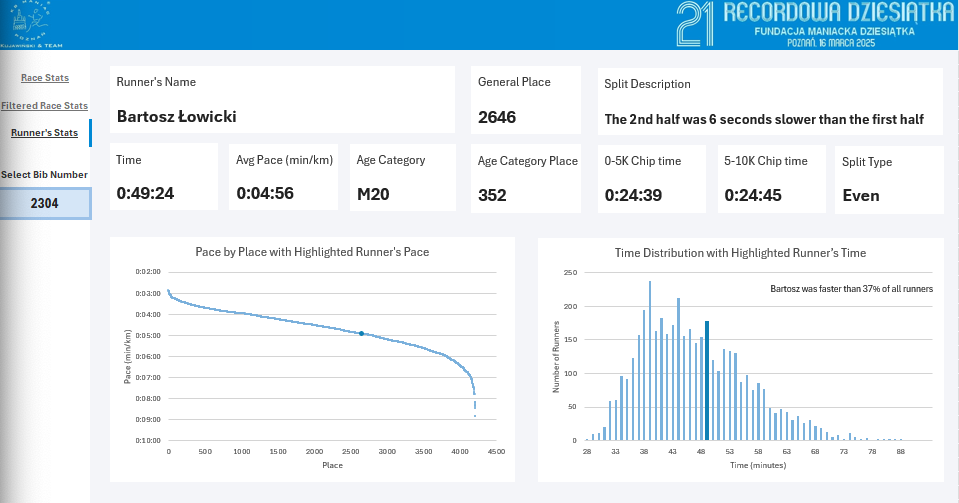 MANIAC
POZNAŃ
KUJAWIŃSKI & TEAM
21 RECORDOWA DZIESIĄTKA
FUNDACJA MANIACKA DZIESIĄTKA
POZNAŃ, 16 MARCA 2025
Race Stats
Filtered Race Stats
Runner's Stats
Select Bib Number
2304
Runner's Name
Bartosz Łowicki
General Place
2646
Split Description
The 2nd half was 6 seconds slower than the first half
Time
0:49:24
Avg Pace (min/km)
0:04:56
Age Category
M20
Age Category Place
352
0-5K Chip time
0:24:39
5-10K Chip time
0:24:45
Split Type
Even
Pace by Place with Highlighted Runner's Pace
Pace (min/km)
0:02:00
0:03:00
0:04:00
0:05:00
0:06:00
0:07:00
0:08:00
0:09:00
0:10:00
0 500 1000 1500 2000 2500 3000 3500 4000 4500
Place
Time Distribution with Highlighted Runner's Time
Bartosz was faster than 37% of all runners
Number of Runners
250
200
150
100
50
0
28 33 38 43 48 53 58 63 68 73 78 83 88
Time (minutes)